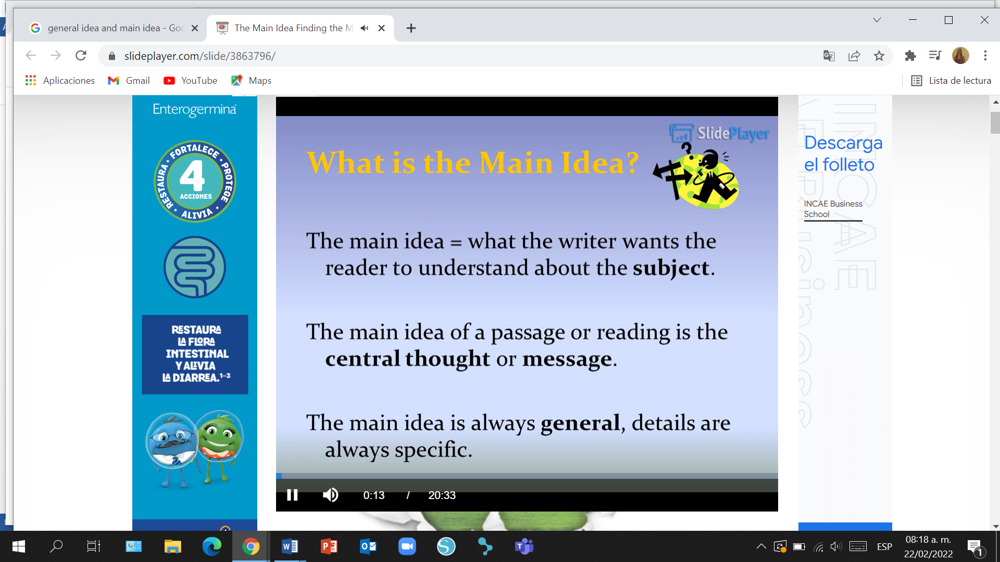 general idea and main idea - Goo
The Main Idea Finding the M
slideplayer.com/slide/3863796/
Aplicaciones
Gmail
YouTube
Maps
Lista de lectura
Enterogermina
RESTAURA · FORTALECE · PROTEGE · ALIVIA ·
4
ACCIONES
RESTAURA
LA FLORA
INTESTINAL
Y ALIVIA
LA DIARREA.¹⁻³
SlidePlayer
What is the Main Idea?
The main idea = what the writer wants the
reader to understand about the subject.
The main idea of a passage or reading is the
central thought or message.
The main idea is always general, details are
always specific.
0:13 / 20:33
INCAE
Business
Descarga
el folleto
INCAE Business
School
ESP
08:18 a. m.
22/02/2022
1